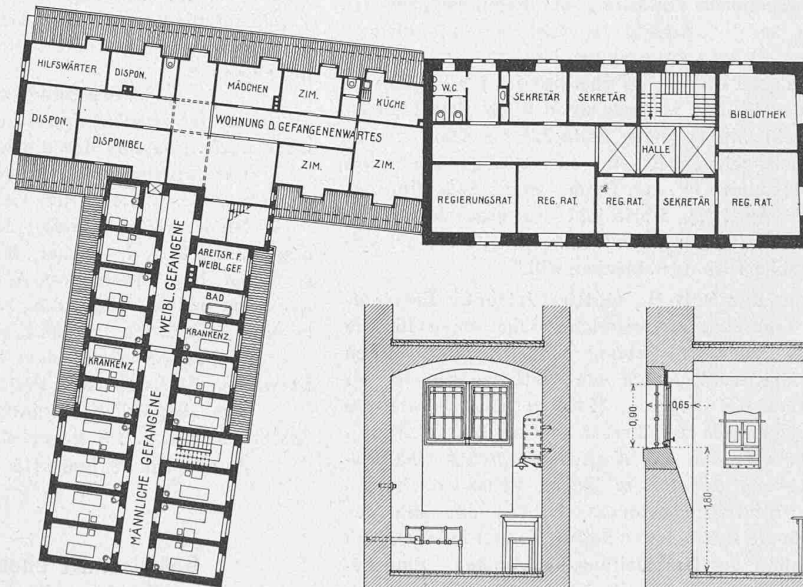 HILFSWÄRTER
DISPON.
MÄDCHEN
ZIM.
KÜCHE
DISPON.
DISPONIBEL
WOHNUNG D. GEFANGENENWARTES
ZIM.
ZIM.
W.C.
SEKRETÄR
SEKRETÄR
BIBLIOTHEK
HALLE
REGIERUNGSRAT
REG. RAT.
REG. RAT.
SEKRETÄR
REG. RAT.
WEIBL. GEFANGENE
AREITSR. F.
WEIBL. GEF.
BAD
KRANKENZ.
KRANKENZ.
MÄNNLICHE GEFANGENE
0,90
0,65
1,80